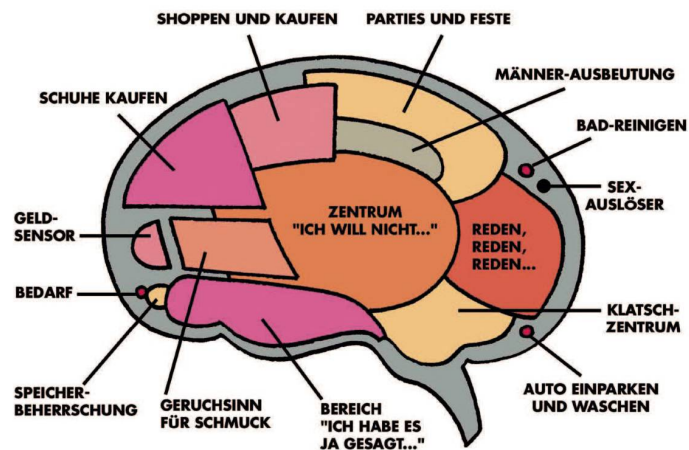 SHOPPEN UND KAUFEN
PARTIES UND FESTE
MÄNNER-AUSBEUTUNG
SCHUHE KAUFEN
BAD-REINIGEN
SEX-
AUSLÖSER
GELD-
SENSOR
ZENTRUM
"ICH WILL NICHT..."
REDEN,
REDEN,
REDEN...
BEDARF
KLATSCH-
ZENTRUM
SPEICHER-
BEHERRSCHUNG
GERUCHSINN
FÜR SCHMUCK
BEREICH
"ICH HABE ES
JA GESAGT..."
AUTO EINPARKEN
UND WASCHEN